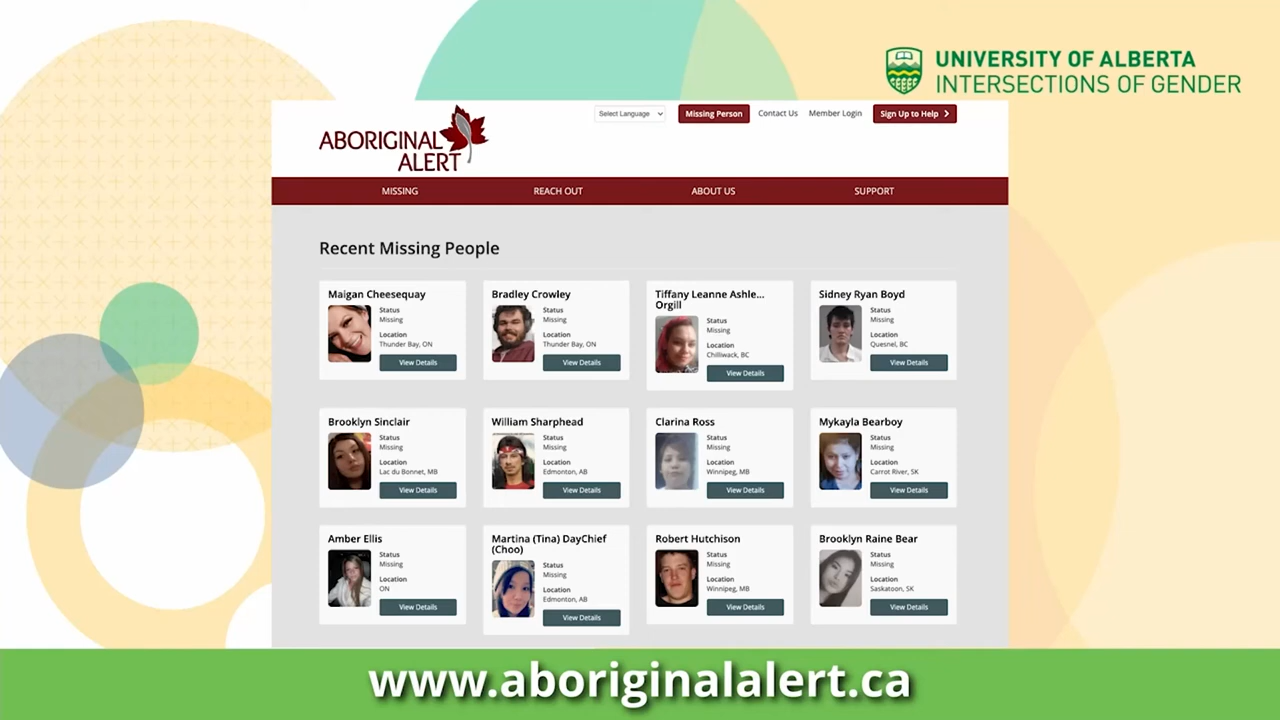 UNIVERSITY OF ALBERTA
INTERSECTIONS OF GENDER
ABORIGINAL
ALERT
Select Language
Missing Person
Contact Us
Member Login
Sign Up to Help
MISSING
REACH OUT
ABOUT US
SUPPORT
Recent Missing People
Maigan Cheesequay
Status
Missing
Location
Thunder Bay, ON
View Details
Bradley Crowley
Status
Missing
Location
Thunder Bay, ON
View Details
Tiffany Leanne Ashle...
Orgill
Status
Missing
Location
Chilliwack, BC
View Details
Sidney Ryan Boyd
Status
Missing
Location
Quesnel, BC
View Details
Brooklyn Sinclair
Status
Missing
Location
Lac du Bonnet, MB
View Details
William Sharphead
Status
Missing
Location
Edmonton, AB
View Details
Clarina Ross
Status
Missing
Location
Winnipeg, MB
View Details
Mykayla Bearboy
Status
Missing
Location
Carrot River, SK
View Details
Amber Ellis
Status
Missing
Location
ON
View Details
Martina (Tina) DayChief
(Choo)
Status
Missing
Location
Edmonton, AB
View Details
Robert Hutchison
Status
Missing
Location
Winnipeg, MB
View Details
Brooklyn Raine Bear
Status
Missing
Location
Saskatoon, SK
View Details
www.aboriginalalert.ca